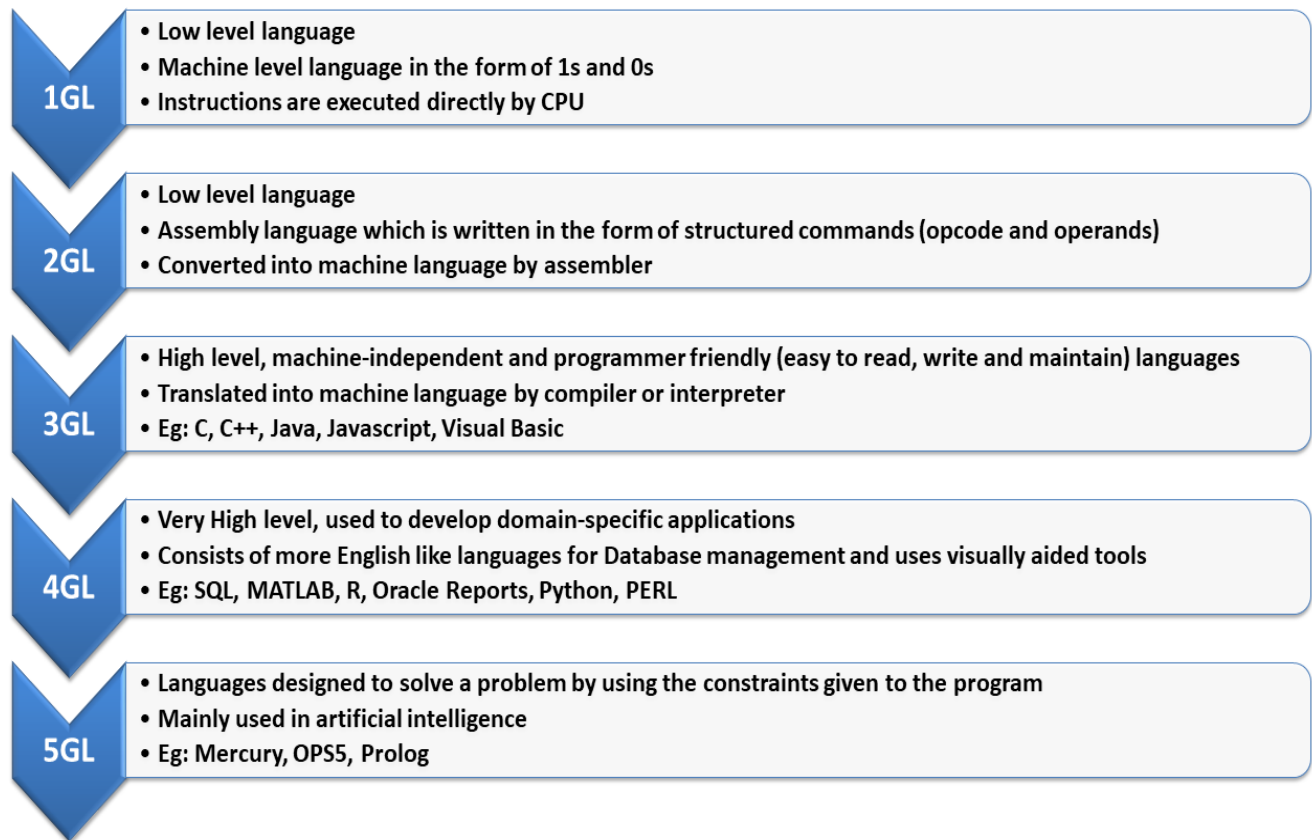 1GL
• Low level language
• Machine level language in the form of 1s and 0s
• Instructions are executed directly by CPU
2GL
• Low level language
• Assembly language which is written in the form of structured commands (opcode and operands)
• Converted into machine language by assembler
3GL
• High level, machine-independent and programmer friendly (easy to read, write and maintain) languages
• Translated into machine language by compiler or interpreter
• Eg: C, C++, Java, Javascript, Visual Basic
4GL
• Very High level, used to develop domain-specific applications
• Consists of more English like languages for Database management and uses visually aided tools
• Eg: SQL, MATLAB, R, Oracle Reports, Python, PERL
5GL
• Languages designed to solve a problem by using the constraints given to the program
• Mainly used in artificial intelligence
• Eg: Mercury, OPS5, Prolog